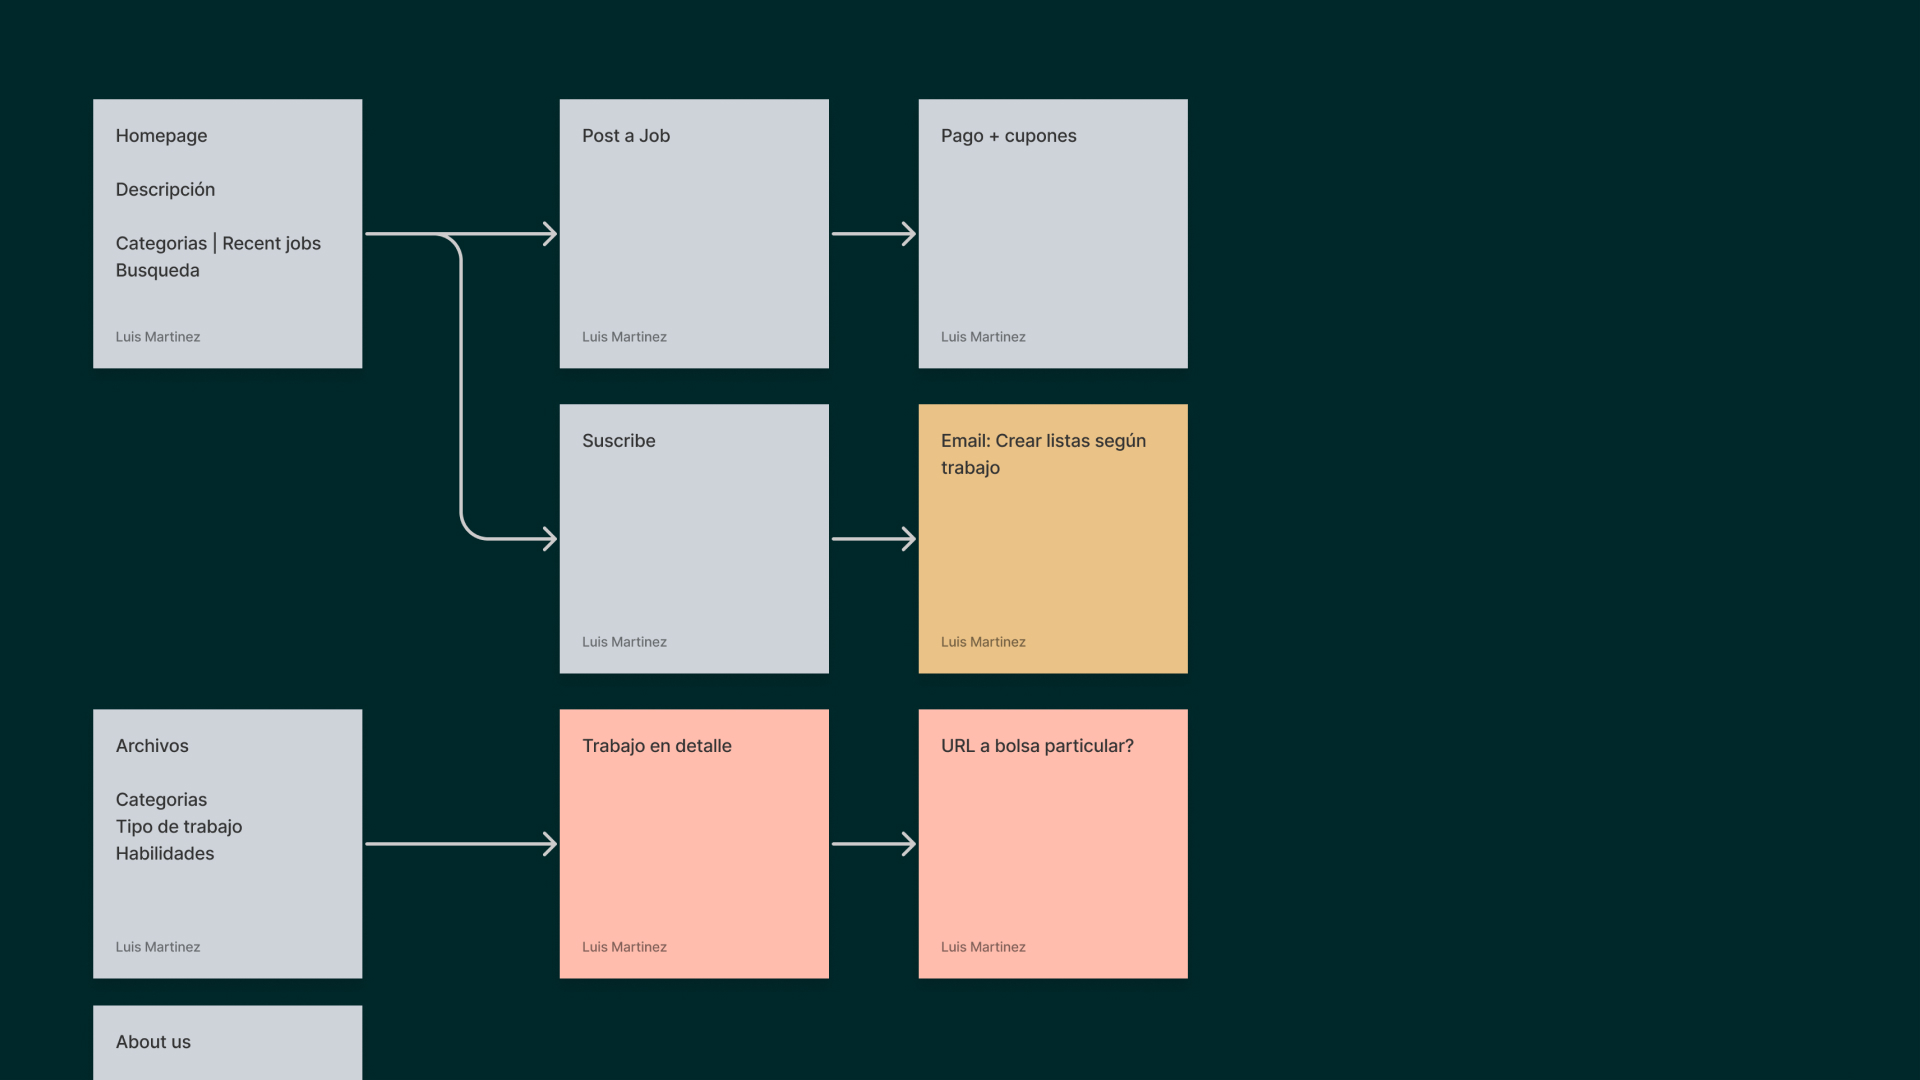 Homepage
Descripción
Categorias | Recent jobs
Busqueda
Luis Martinez
Post a Job
Luis Martinez
Pago + cupones
Luis Martinez
Suscribe
Luis Martinez
Email: Crear listas según
trabajo
Luis Martinez
Archivos
Categorias
Tipo de trabajo
Habilidades
Luis Martinez
Trabajo en detalle
Luis Martinez
URL a bolsa particular?
Luis Martinez
About us